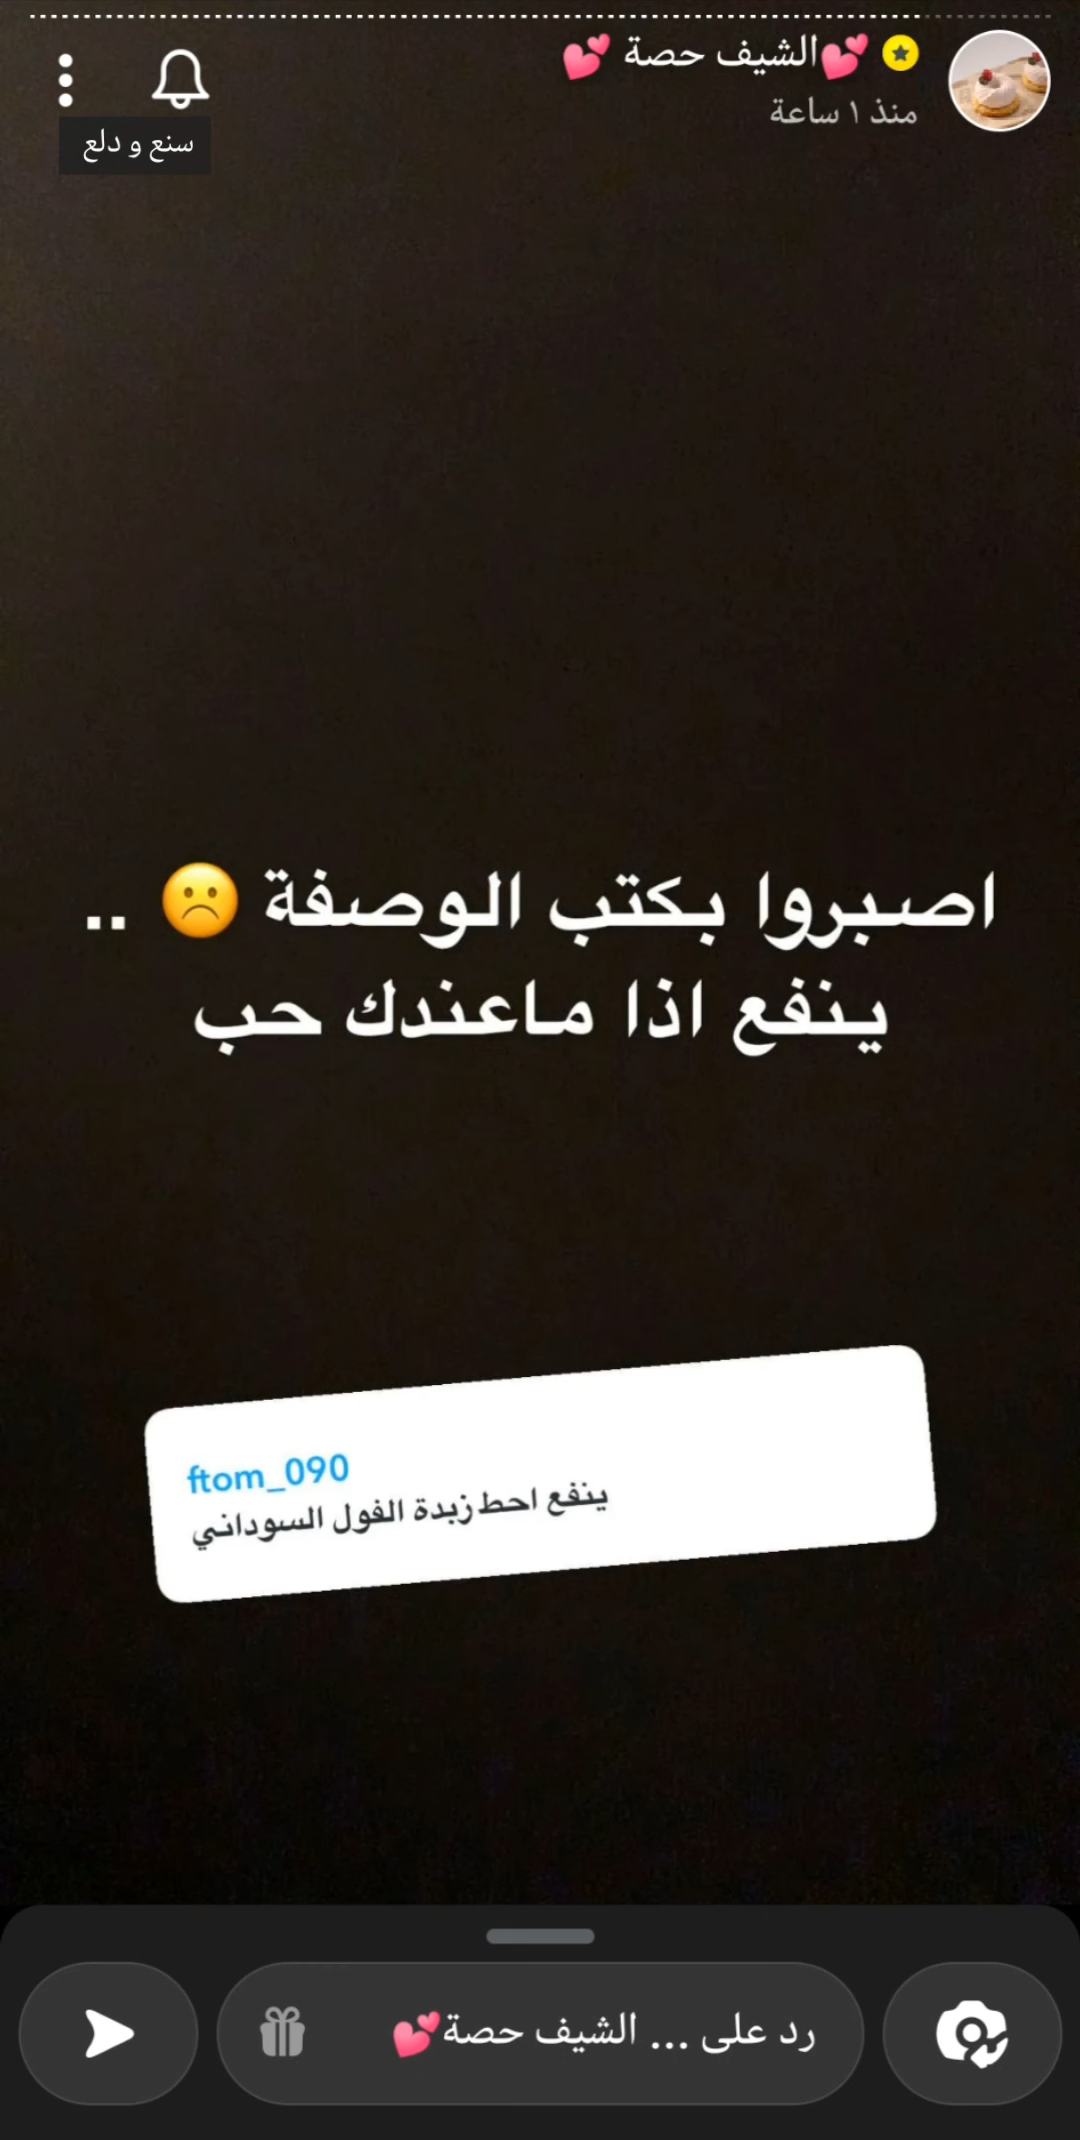 💕الشيف حصة 💕
منذ ١ ساعة
سنع و دلع
اصبروا بكتب الوصفة ☹️ ..
ينفع اذا ماعندك حب
ftom_090
ينفع احط زبدة الفول السوداني
رد على ... الشيف حصة💕